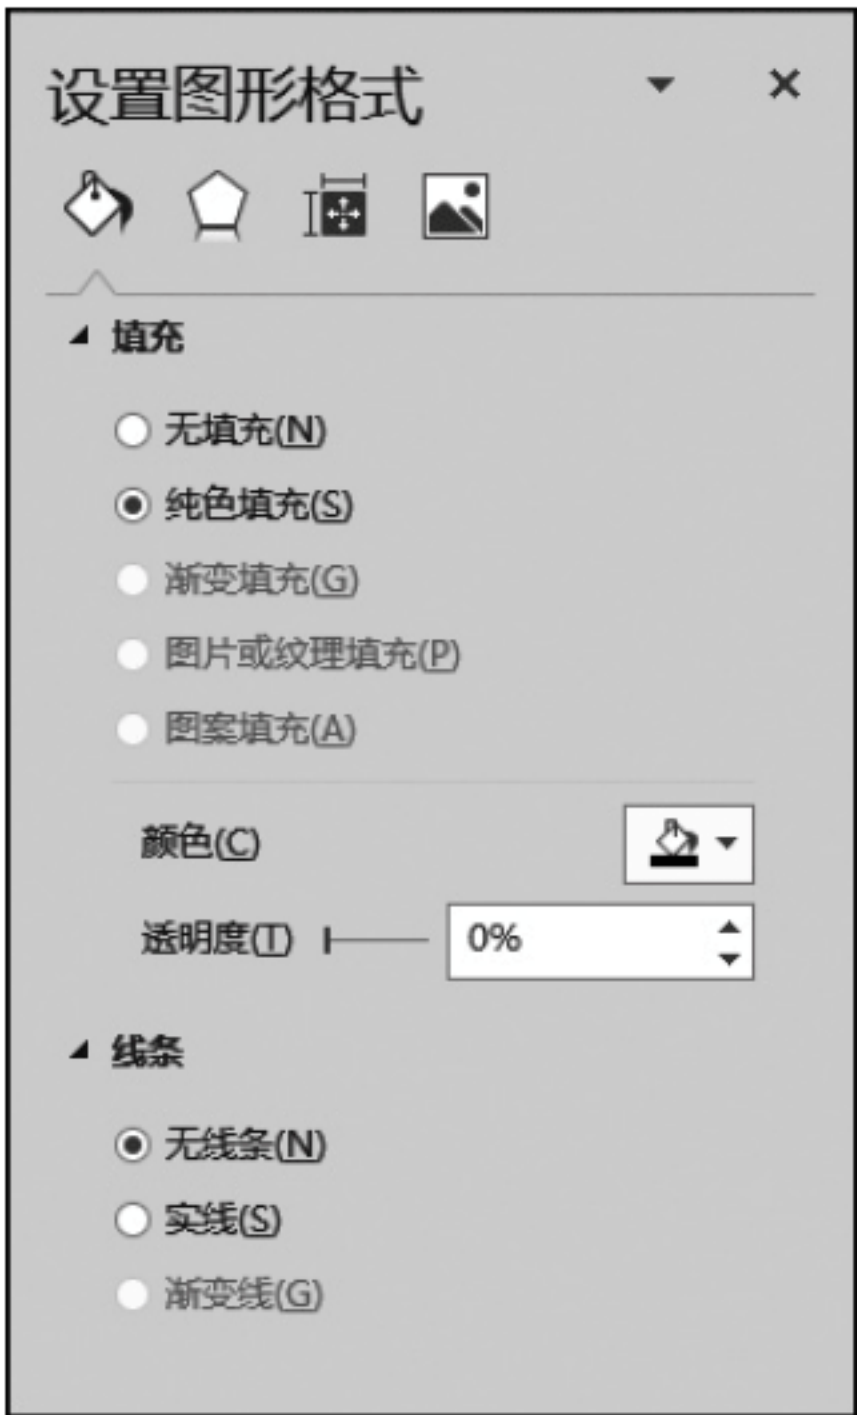 设置图形格式
填充
无填充(N)
纯色填充(S)
渐变填充(G)
图片或纹理填充(P)
图案填充(A)
颜色(C)
透明度(T) 0%
线条
无线条(N)
实线(S)
渐变线(G)